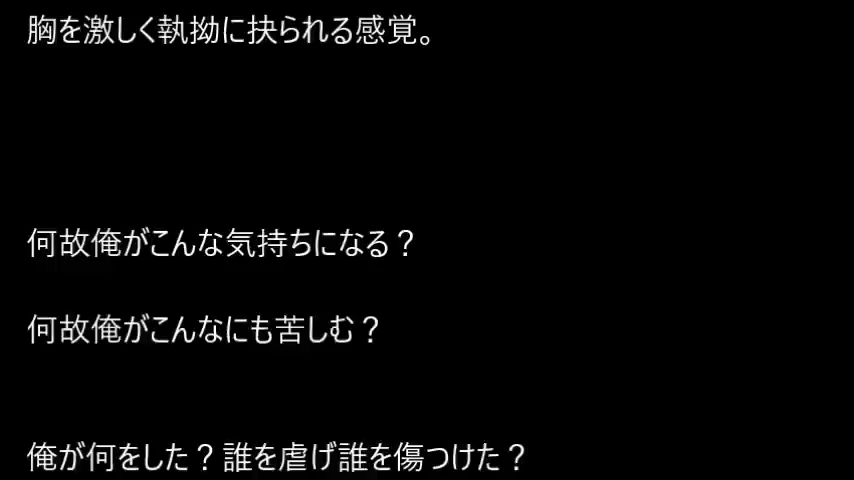 胸を激しく執拗に抉られる感覚。
何故俺がこんな気持ちになる？
何故俺がこんなにも苦しむ？
俺が何をした？誰を虐げ誰を傷つけた？